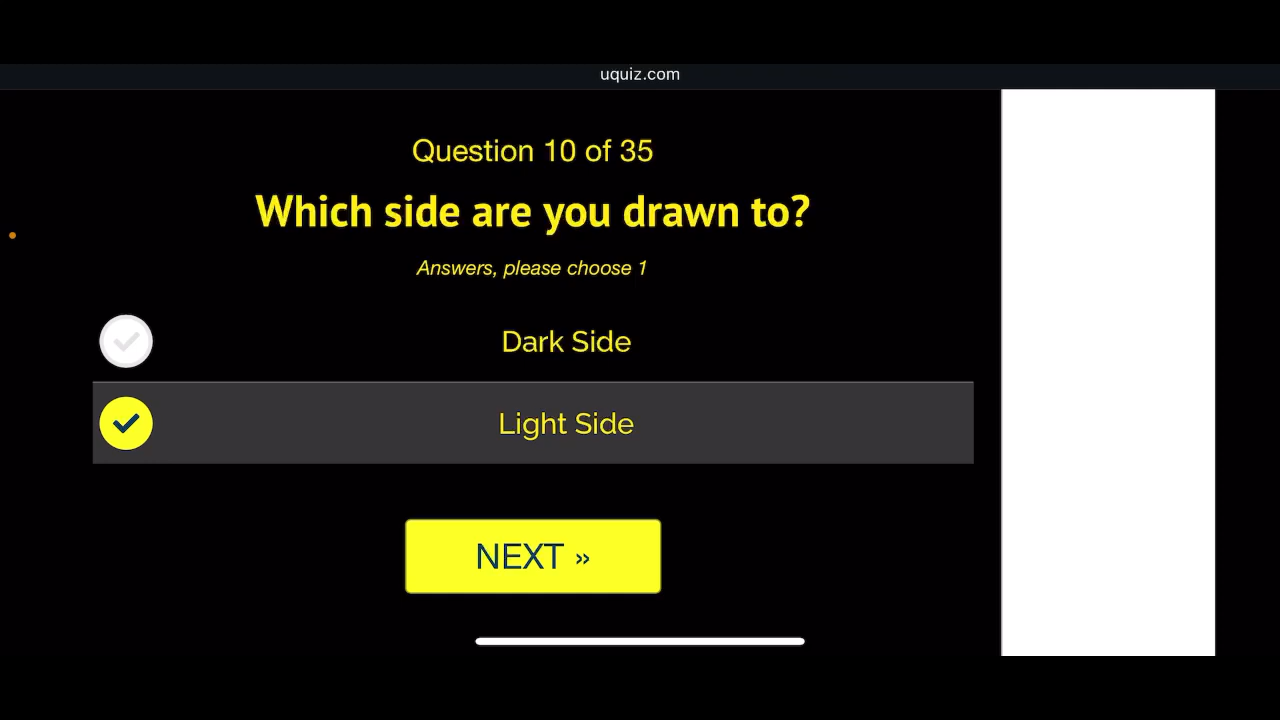 uquiz.com
Question 10 of 35
Which side are you drawn to?
Answers, please choose 1
Dark Side
Light Side
NEXT »